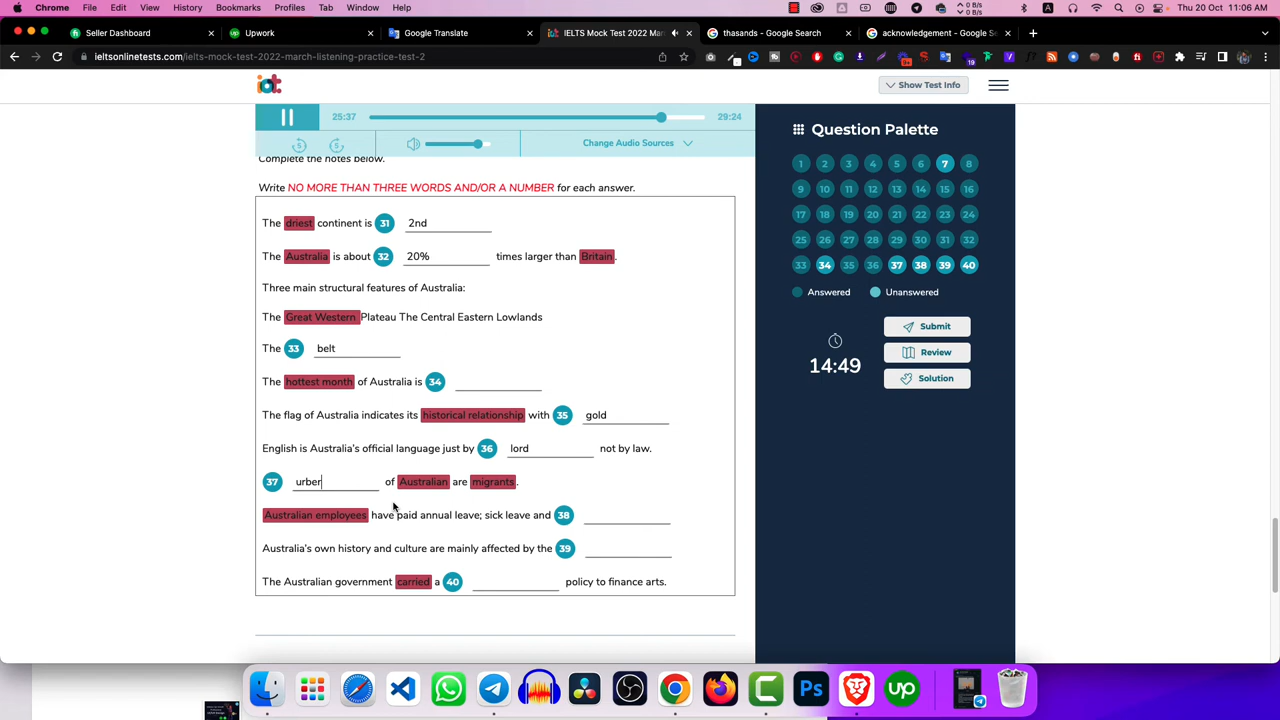 Chrome File Edit View History Bookmarks Profiles Tab Window Help
0 B/s
0 B/s
A
Thu 20 Oct 11:06 AM
Seller Dashboard
Upwork
Google Translate
IELTS Mock Test 2022 Mar
thasands - Google Search
acknowledgement - Google Se
ieltsonlinetests.com/ielts-mock-test-2022-march-listening-practice-test-2
iot
Show Test Info
25:37
29:24
5
5
Change Audio Sources
Complete the notes below.
Write NO MORE THAN THREE WORDS AND/OR A NUMBER for each answer.
The driest continent is 31 2nd
The Australia is about 32 20% times larger than Britain.
Three main structural features of Australia:
The Great Western Plateau The Central Eastern Lowlands
The 33 belt
The hottest month of Australia is 34
The flag of Australia indicates its historical relationship with 35 gold
English is Australia's official language just by 36 lord not by law.
37 urber of Australian are migrants.
Australian employees have paid annual leave; sick leave and 38
Australia's own history and culture are mainly affected by the 39
The Australian government carried a 40 policy to finance arts.
Question Palette
1 2 3 4 5 6 7 8
9 10 11 12 13 14 15 16
17 18 19 20 21 22 23 24
25 26 27 28 29 30 31 32
33 34 35 36 37 38 39 40
Answered Unanswered
14:49
Submit
Review
Solution
Ps
up